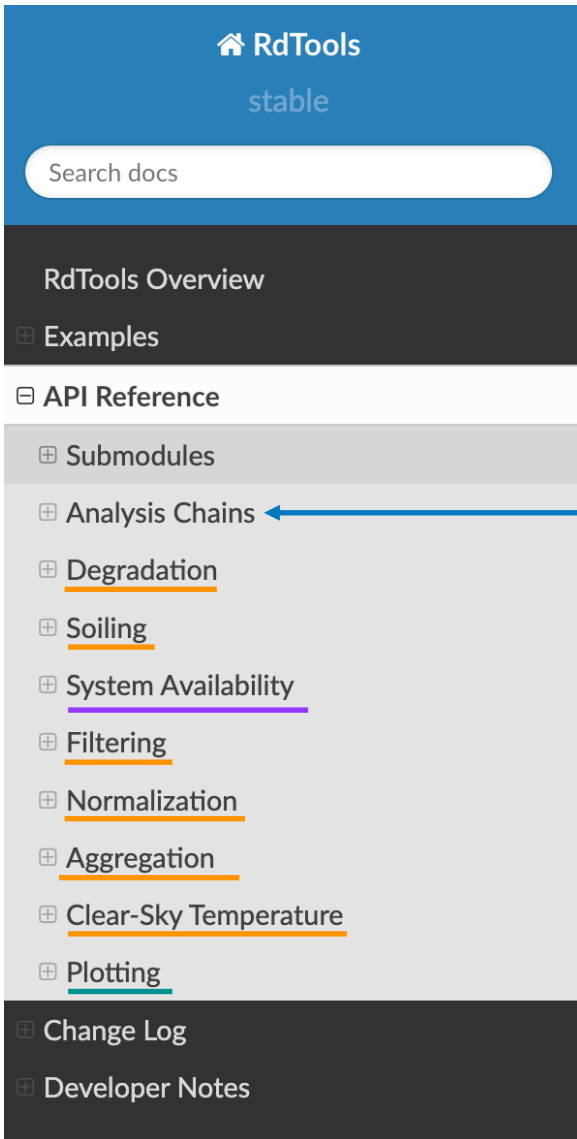 RdTools
stable
Search docs
RdTools Overview
Examples
API Reference
Submodules
Analysis Chains
Degradation
Soiling
System Availability
Filtering
Normalization
Aggregation
Clear-Sky Temperature
Plotting
Change Log
Developer Notes